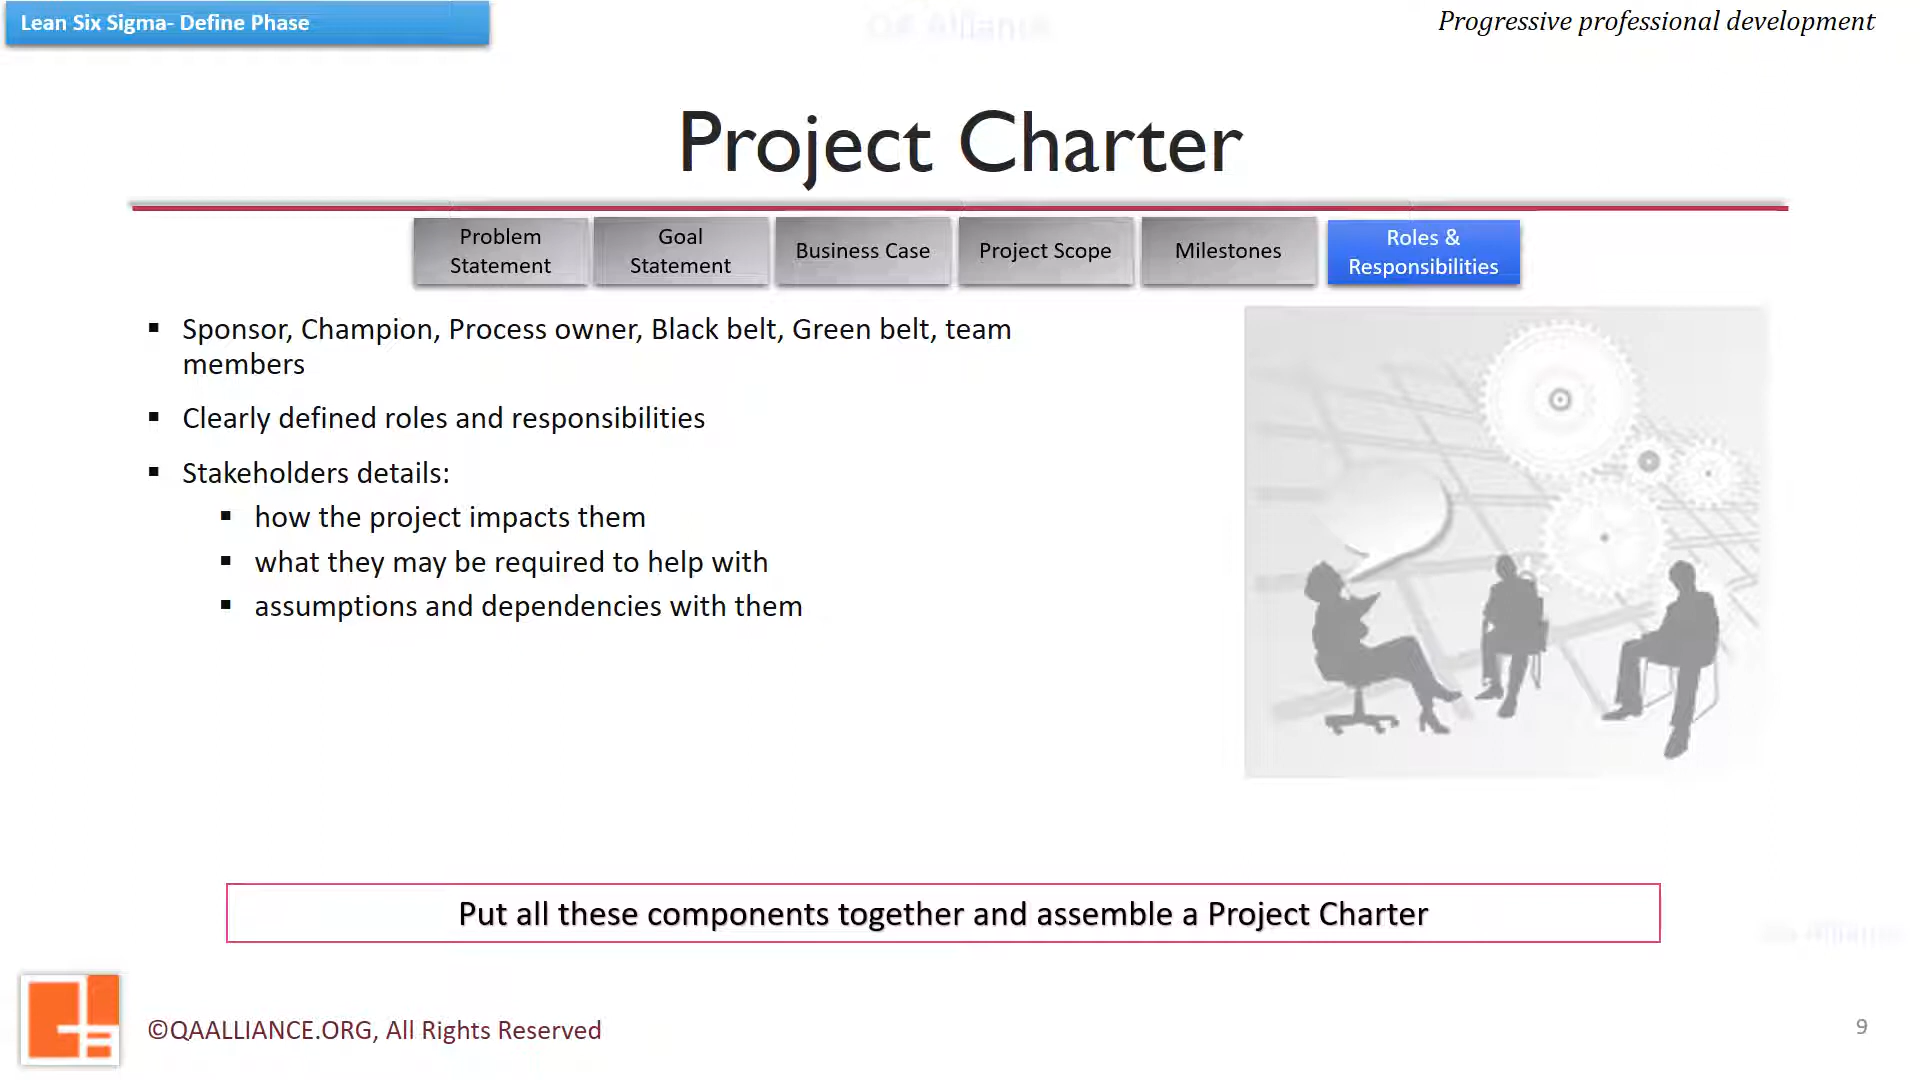 Lean Six Sigma- Define Phase
Progressive professional development
Project Charter
Problem
Statement
Goal
Statement
Business Case
Project Scope
Milestones
Roles &
Responsibilities
▪ Sponsor, Champion, Process owner, Black belt, Green belt, team
members
▪ Clearly defined roles and responsibilities
▪ Stakeholders details:
▪ how the project impacts them
▪ what they may be required to help with
▪ assumptions and dependencies with them
Put all these components together and assemble a Project Charter
©QAALLIANCE.ORG, All Rights Reserved
9